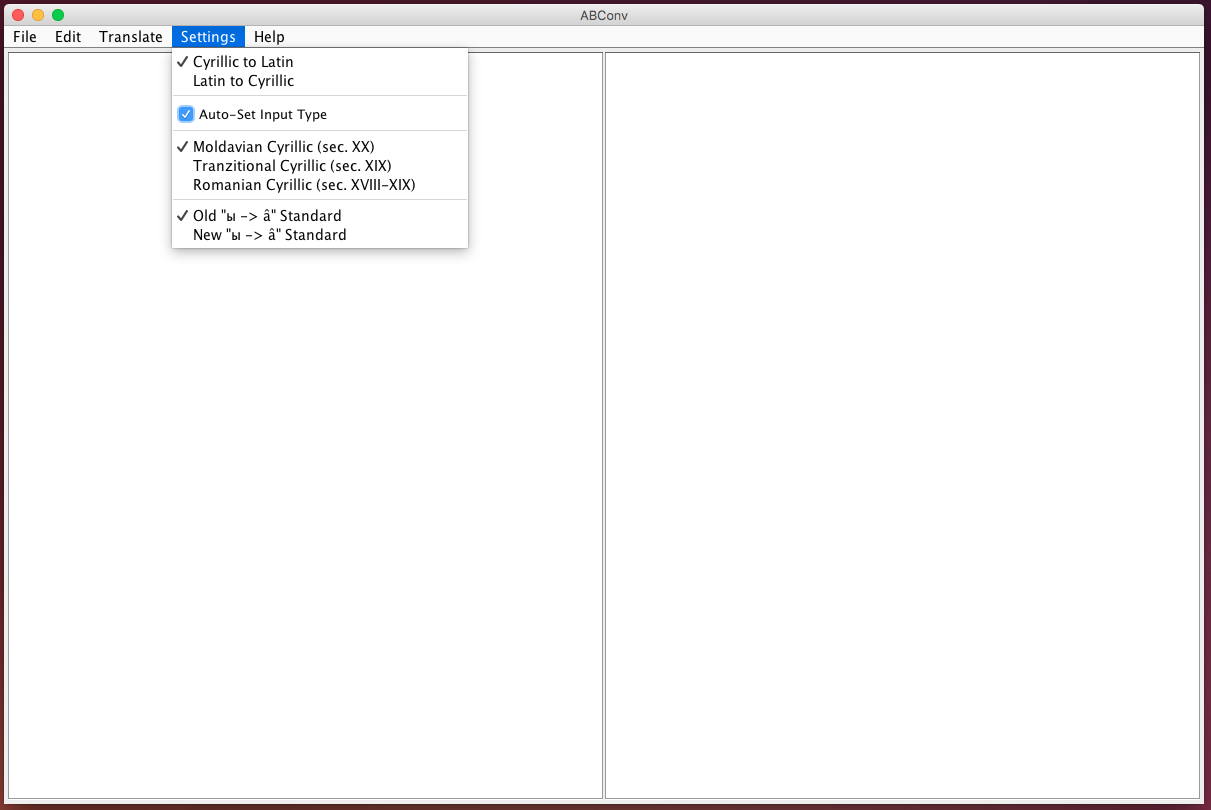 ABConv
File Edit Translate Settings Help
Cyrillic to Latin
Latin to Cyrillic
Auto-Set Input Type
Moldavian Cyrillic (sec. XX)
Tranzitional Cyrillic (sec. XIX)
Romanian Cyrillic (sec. XVIII-XIX)
Old "ы -> â" Standard
New "ы -> â" Standard